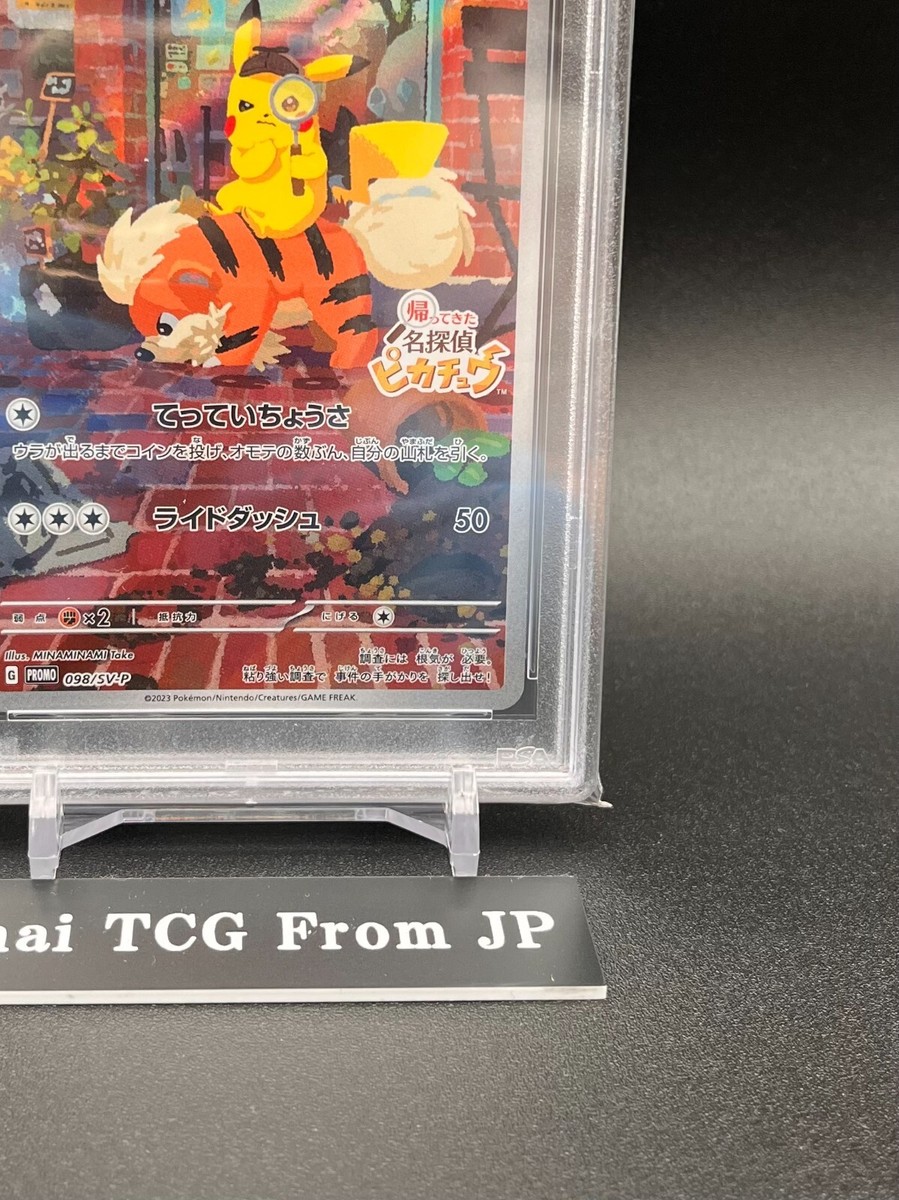 帰ってきた
名探偵
ピカチュウ
TM
てっていちょうさ
ウラが出るまでコインを投げ、オモテの数ぶん、自分の山札を引く。
ライドダッシュ 50
弱点 ×2 抵抗力 にげる
Illus. MINAMINAMI Take
調査には 根気が 必要。
G PROMO 098/SV-P
粘り強い調査で 事件の手がかりを 探し出せ!
©2023 Pokémon/Nintendo/Creatures/GAME FREAK
PSA
nai TCG From JP